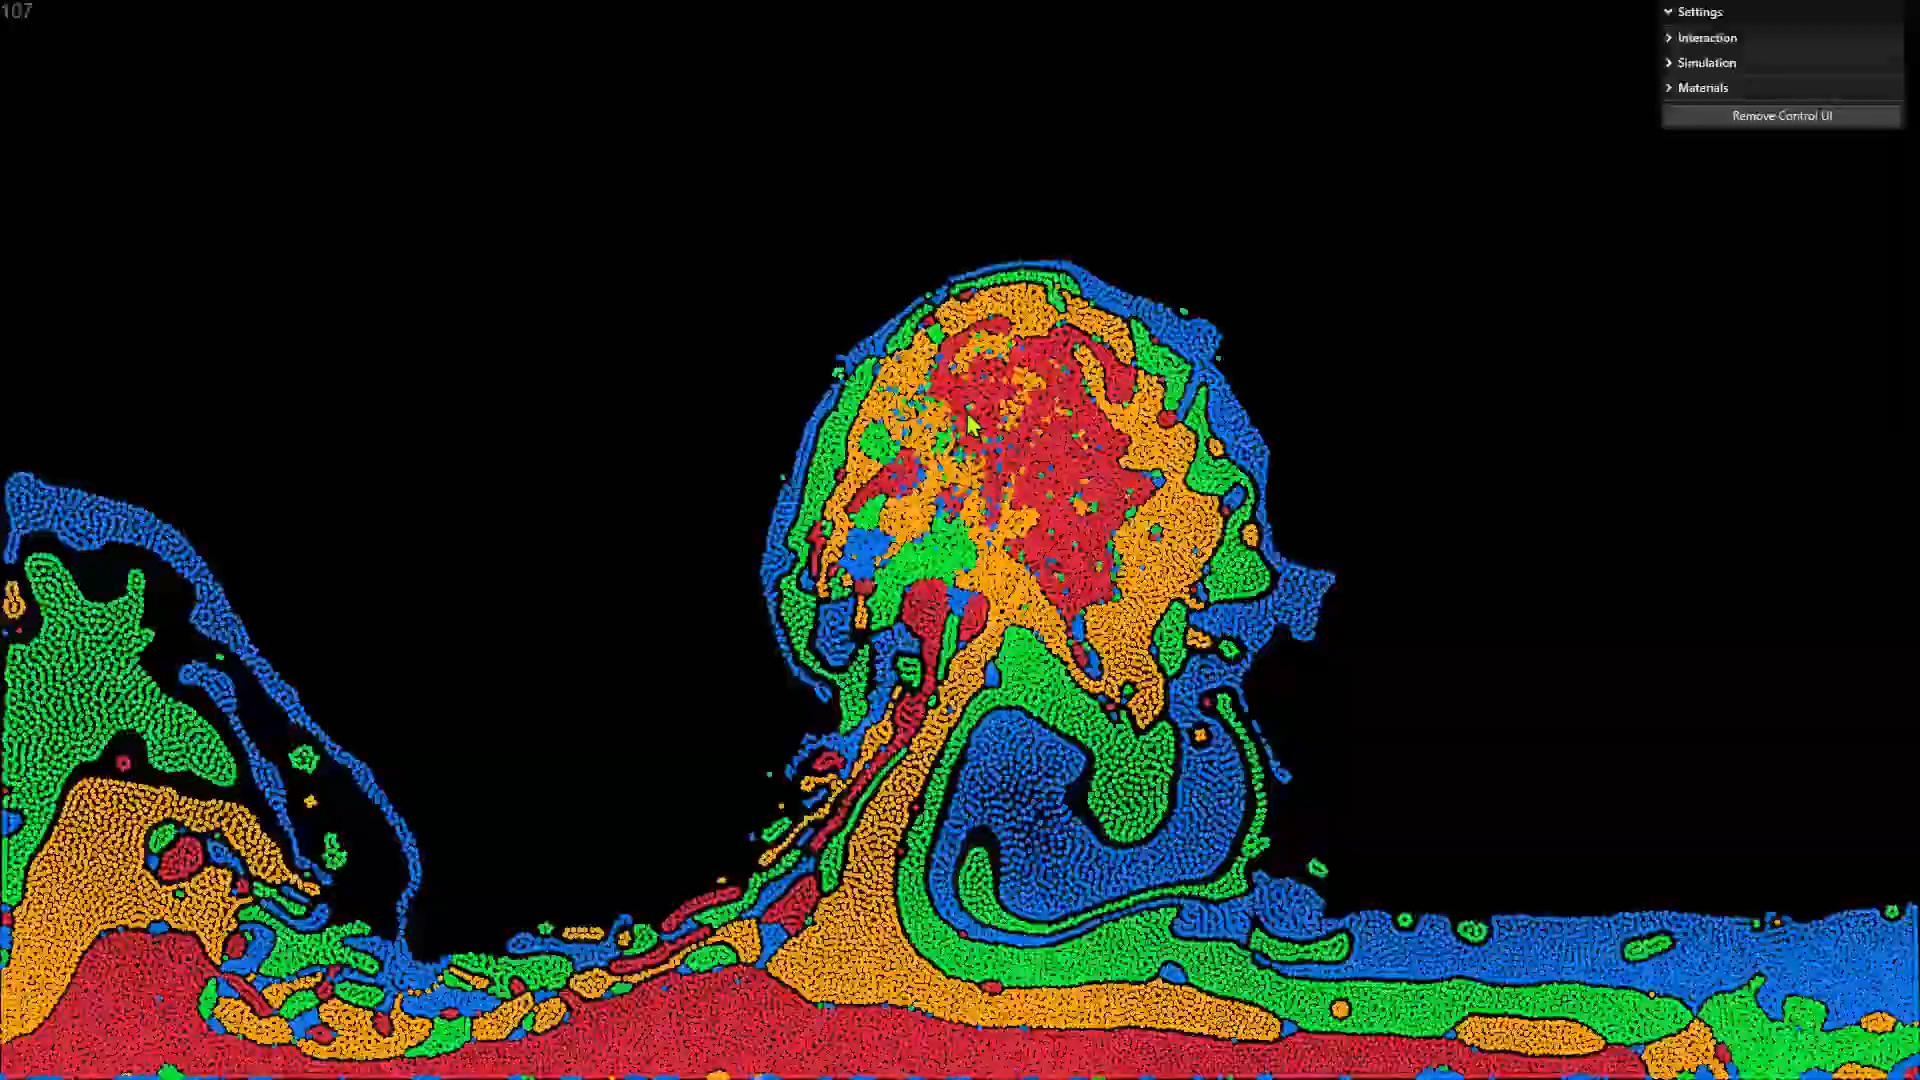 107
Settings
Interaction
Simulation
Materials
Remove Control UI